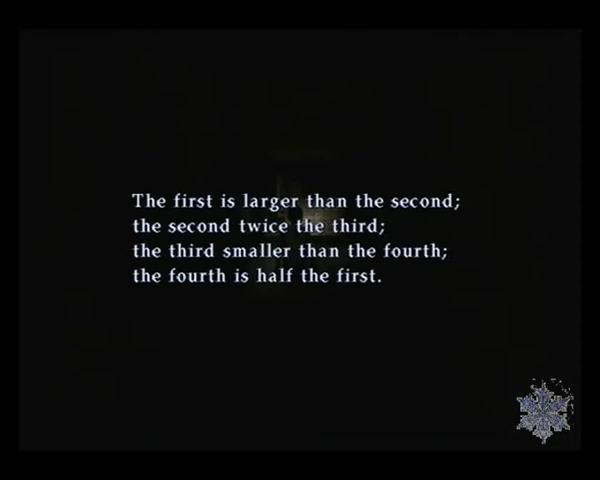 The first is larger than the second;
the second twice the third;
the third smaller than the fourth;
the fourth is half the first.